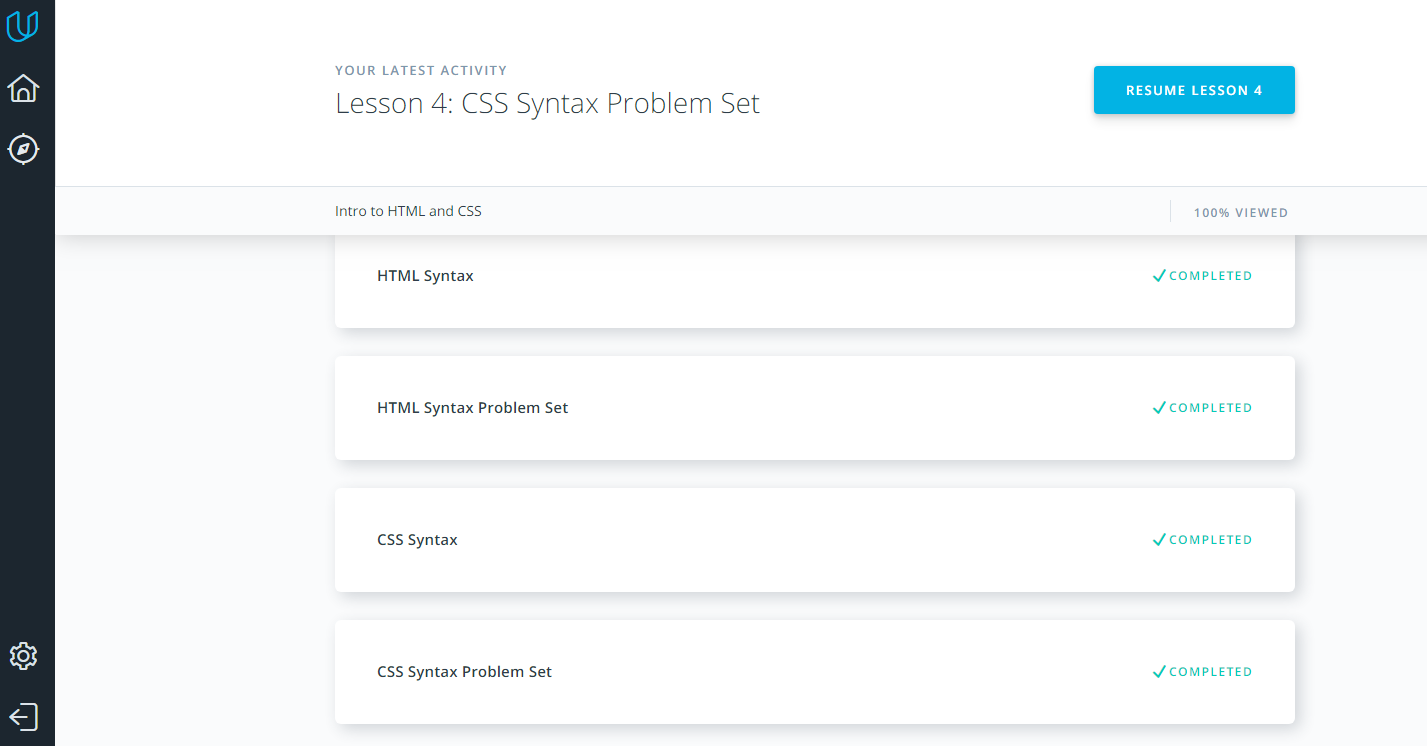 YOUR LATEST ACTIVITY
Lesson 4: CSS Syntax Problem Set
RESUME LESSON 4
Intro to HTML and CSS
100% VIEWED
HTML Syntax
COMPLETED
HTML Syntax Problem Set
COMPLETED
CSS Syntax
COMPLETED
CSS Syntax Problem Set
COMPLETED